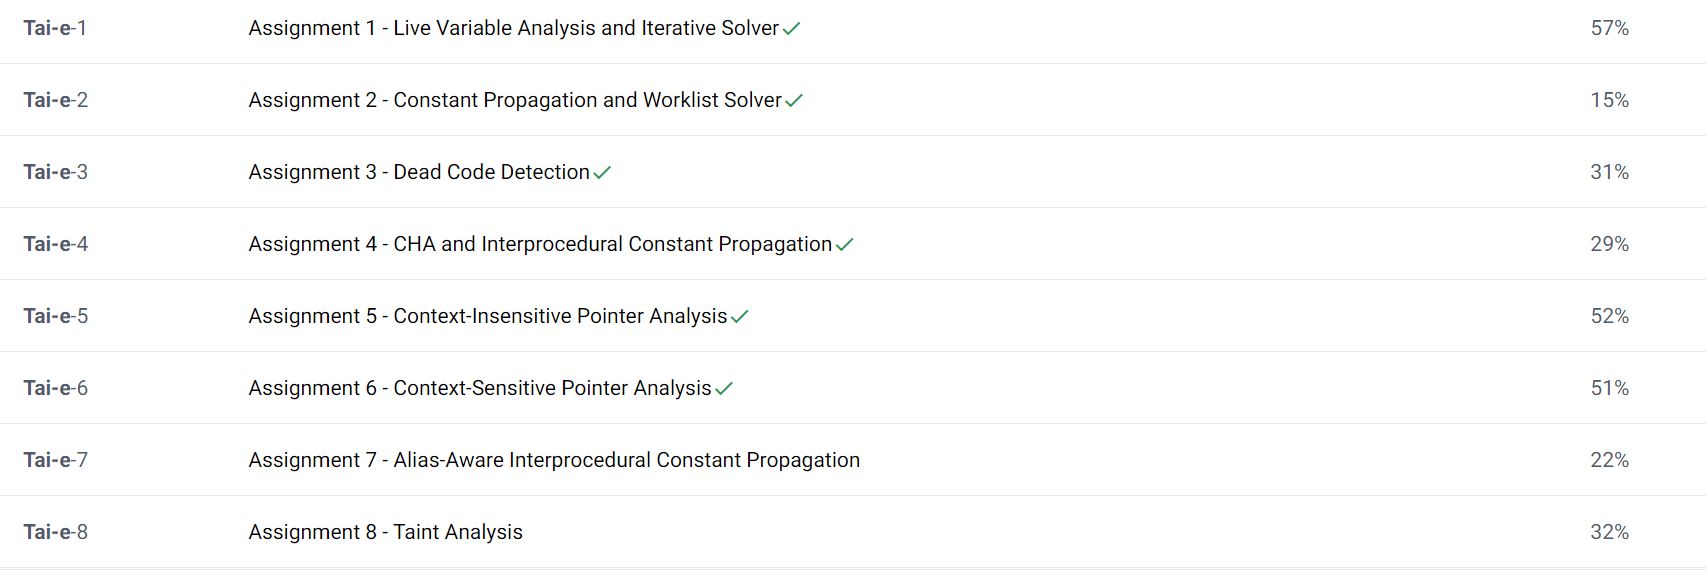 Tai-e-1 Assignment 1 - Live Variable Analysis and Iterative Solver 57%
Tai-e-2 Assignment 2 - Constant Propagation and Worklist Solver 15%
Tai-e-3 Assignment 3 - Dead Code Detection 31%
Tai-e-4 Assignment 4 - CHA and Interprocedural Constant Propagation 29%
Tai-e-5 Assignment 5 - Context-Insensitive Pointer Analysis 52%
Tai-e-6 Assignment 6 - Context-Sensitive Pointer Analysis 51%
Tai-e-7 Assignment 7 - Alias-Aware Interprocedural Constant Propagation 22%
Tai-e-8 Assignment 8 - Taint Analysis 32%